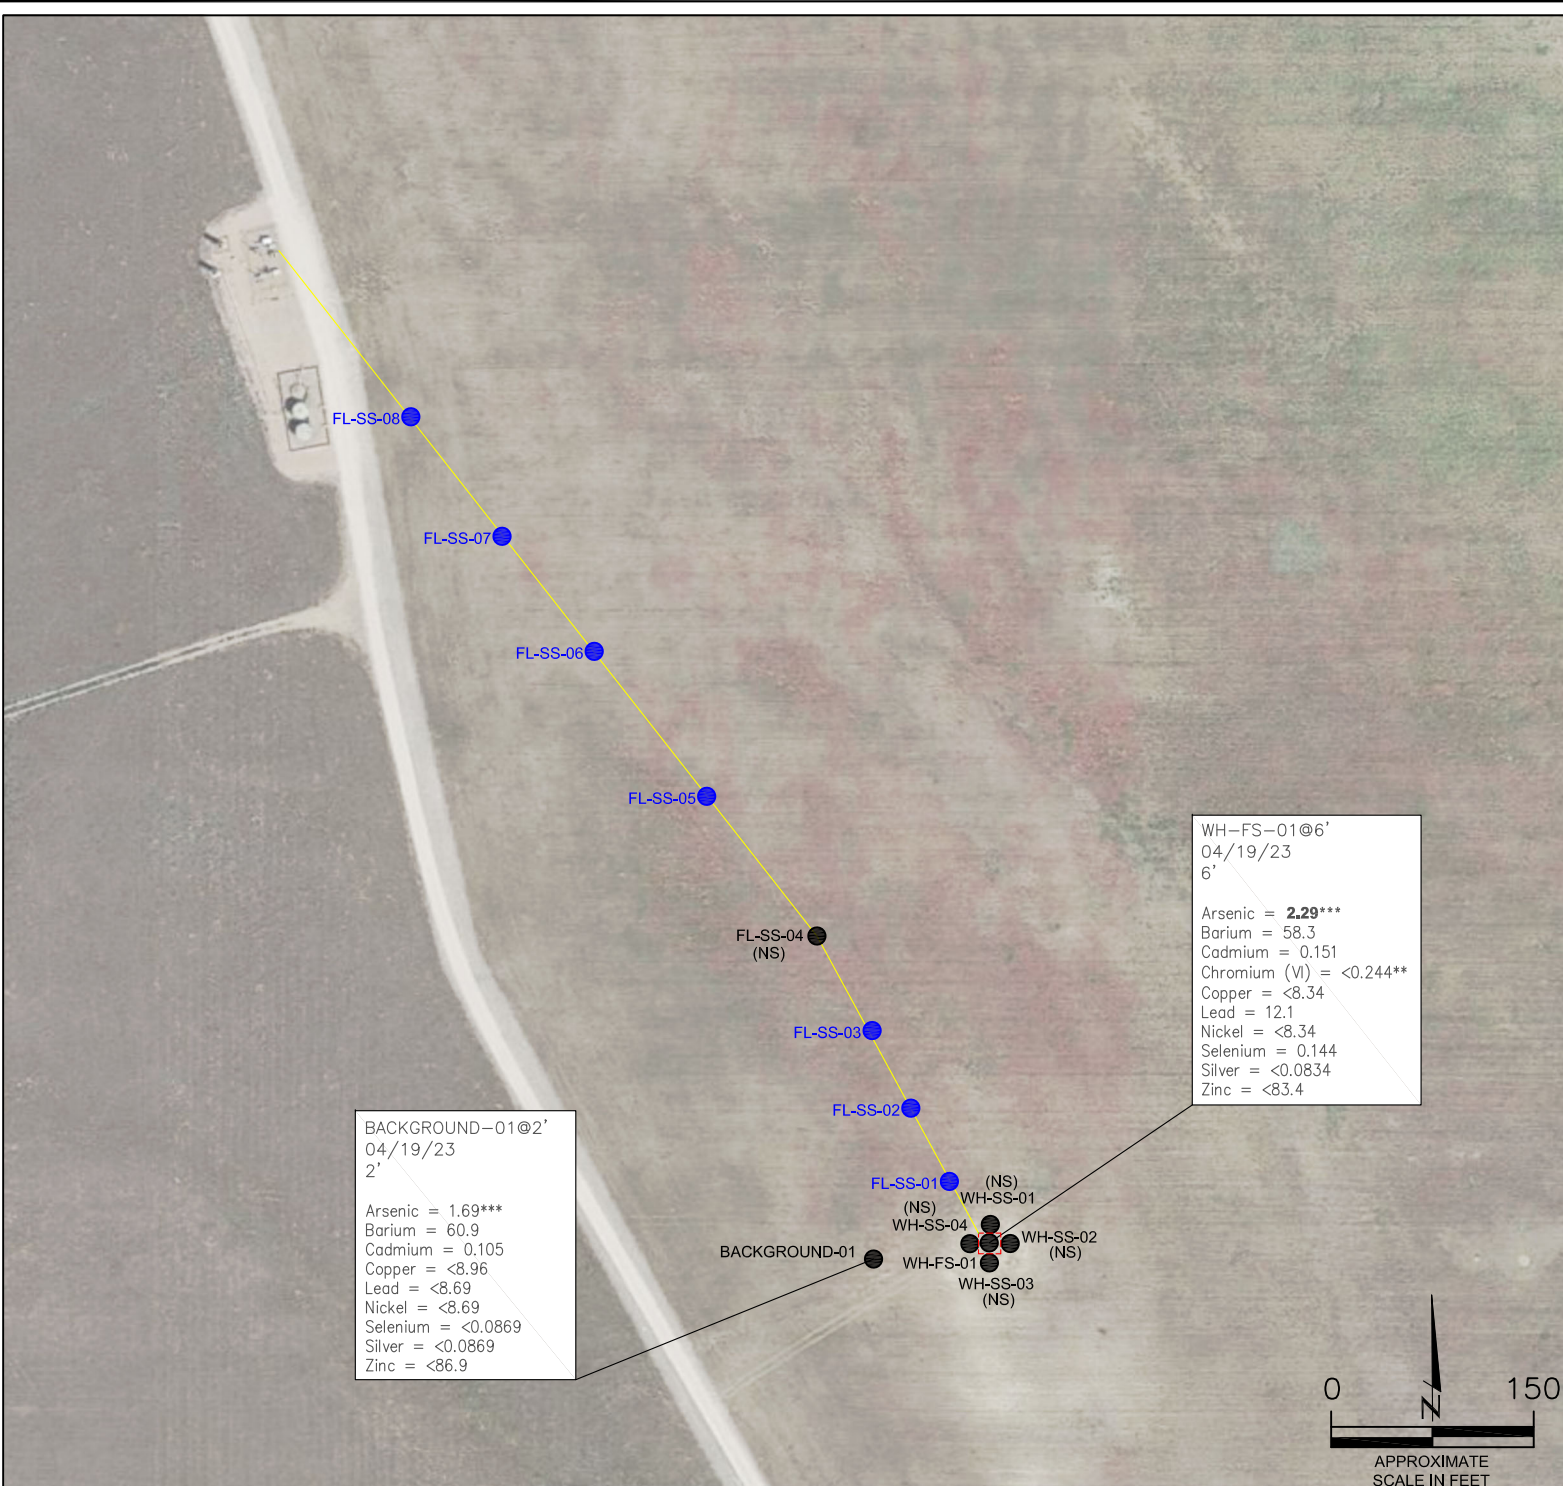 FL-SS-08
FL-SS-07
FL-SS-06
FL-SS-05
FL-SS-04
(NS)
FL-SS-03
FL-SS-02
FL-SS-01
(NS)
WH-SS-01
(NS)
WH-SS-04
WH-SS-02
(NS)
BACKGROUND-01
WH-FS-01
WH-SS-03
(NS)
WH-FS-01@6'
04/19/23
6'
Arsenic = 2.29***
Barium = 58.3
Cadmium = 0.151
Chromium (VI) = <0.244**
Copper = <8.34
Lead = 12.1
Nickel = <8.34
Selenium = 0.144
Silver = <0.0834
Zinc = <83.4
BACKGROUND-01@2'
04/19/23
2'
Arsenic = 1.69***
Barium = 60.9
Cadmium = 0.105
Copper = <8.96
Lead = <8.69
Nickel = <8.69
Selenium = <0.0869
Silver = <0.0869
Zinc = <86.9
N
0 150
APPROXIMATE
SCALE IN FEET